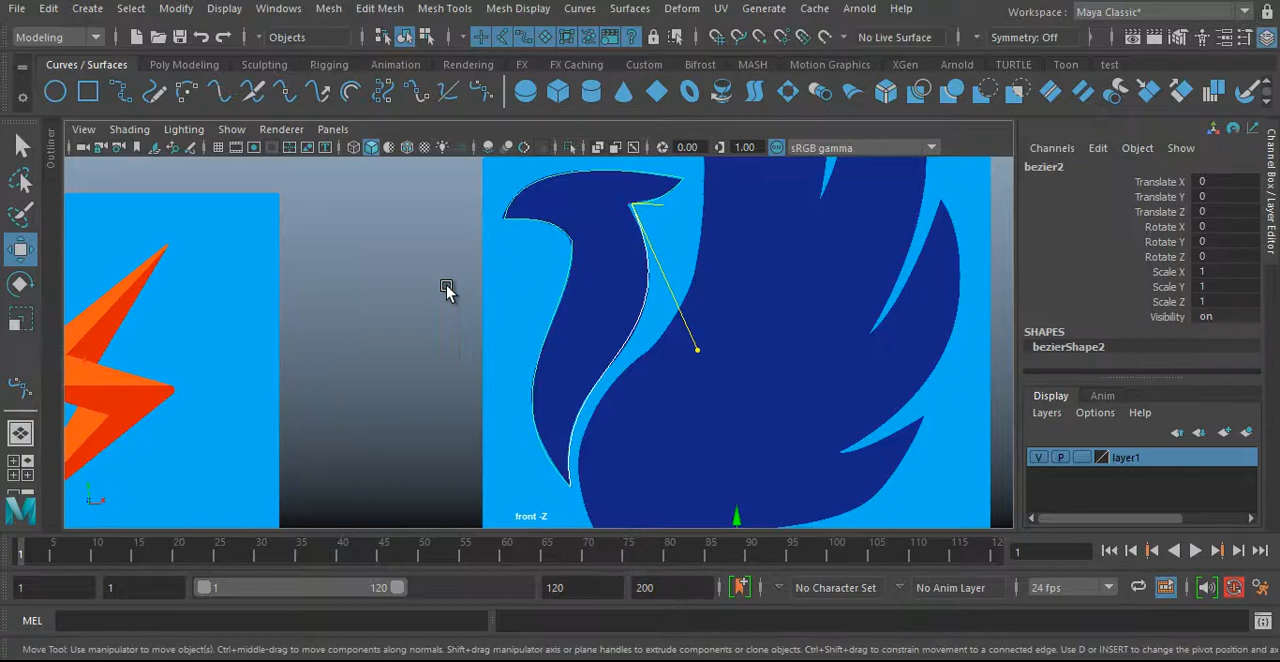 File Edit Create Select Modify Display Windows Mesh Edit Mesh Mesh Tools Mesh Display Curves Surfaces Deform UV Generate Cache Arnold Help Workspace : Maya Classic*
Modeling Objects No Live Surface Symmetry: Off
Curves / Surfaces Poly Modeling Sculpting Rigging Animation Rendering FX FX Caching Custom Bifrost MASH Motion Graphics XGen Arnold TURTLE Toon test
View Shading Lighting Show Renderer Panels
0.00 1.00 ON sRGB gamma
Outliner
Channels Edit Object Show
bezier2
Translate X 0
Translate Y 0
Translate Z 0
Rotate X 0
Rotate Y 0
Rotate Z 0
Scale X 1
Scale Y 1
Scale Z 1
Visibility on
SHAPES
bezierShape2
Display Anim
Layers Options Help
V P layer1
Channel Box / Layer Editor
front -Z
1 5 10 15 20 25 30 35 40 45 50 55 60 65 70 75 80 85 90 95 100 105 110 115 12 1
1 1 1 120 120 200 No Character Set No Anim Layer 24 fps
MEL
Move Tool: Use manipulator to move object(s). Ctrl+middle-drag to move components along normals. Shift+drag manipulator axis or plane handles to extrude components or clone objects. Ctrl+Shift+drag to constrain movement to a connected edge. Use D or INSERT to change the pivot position and ax